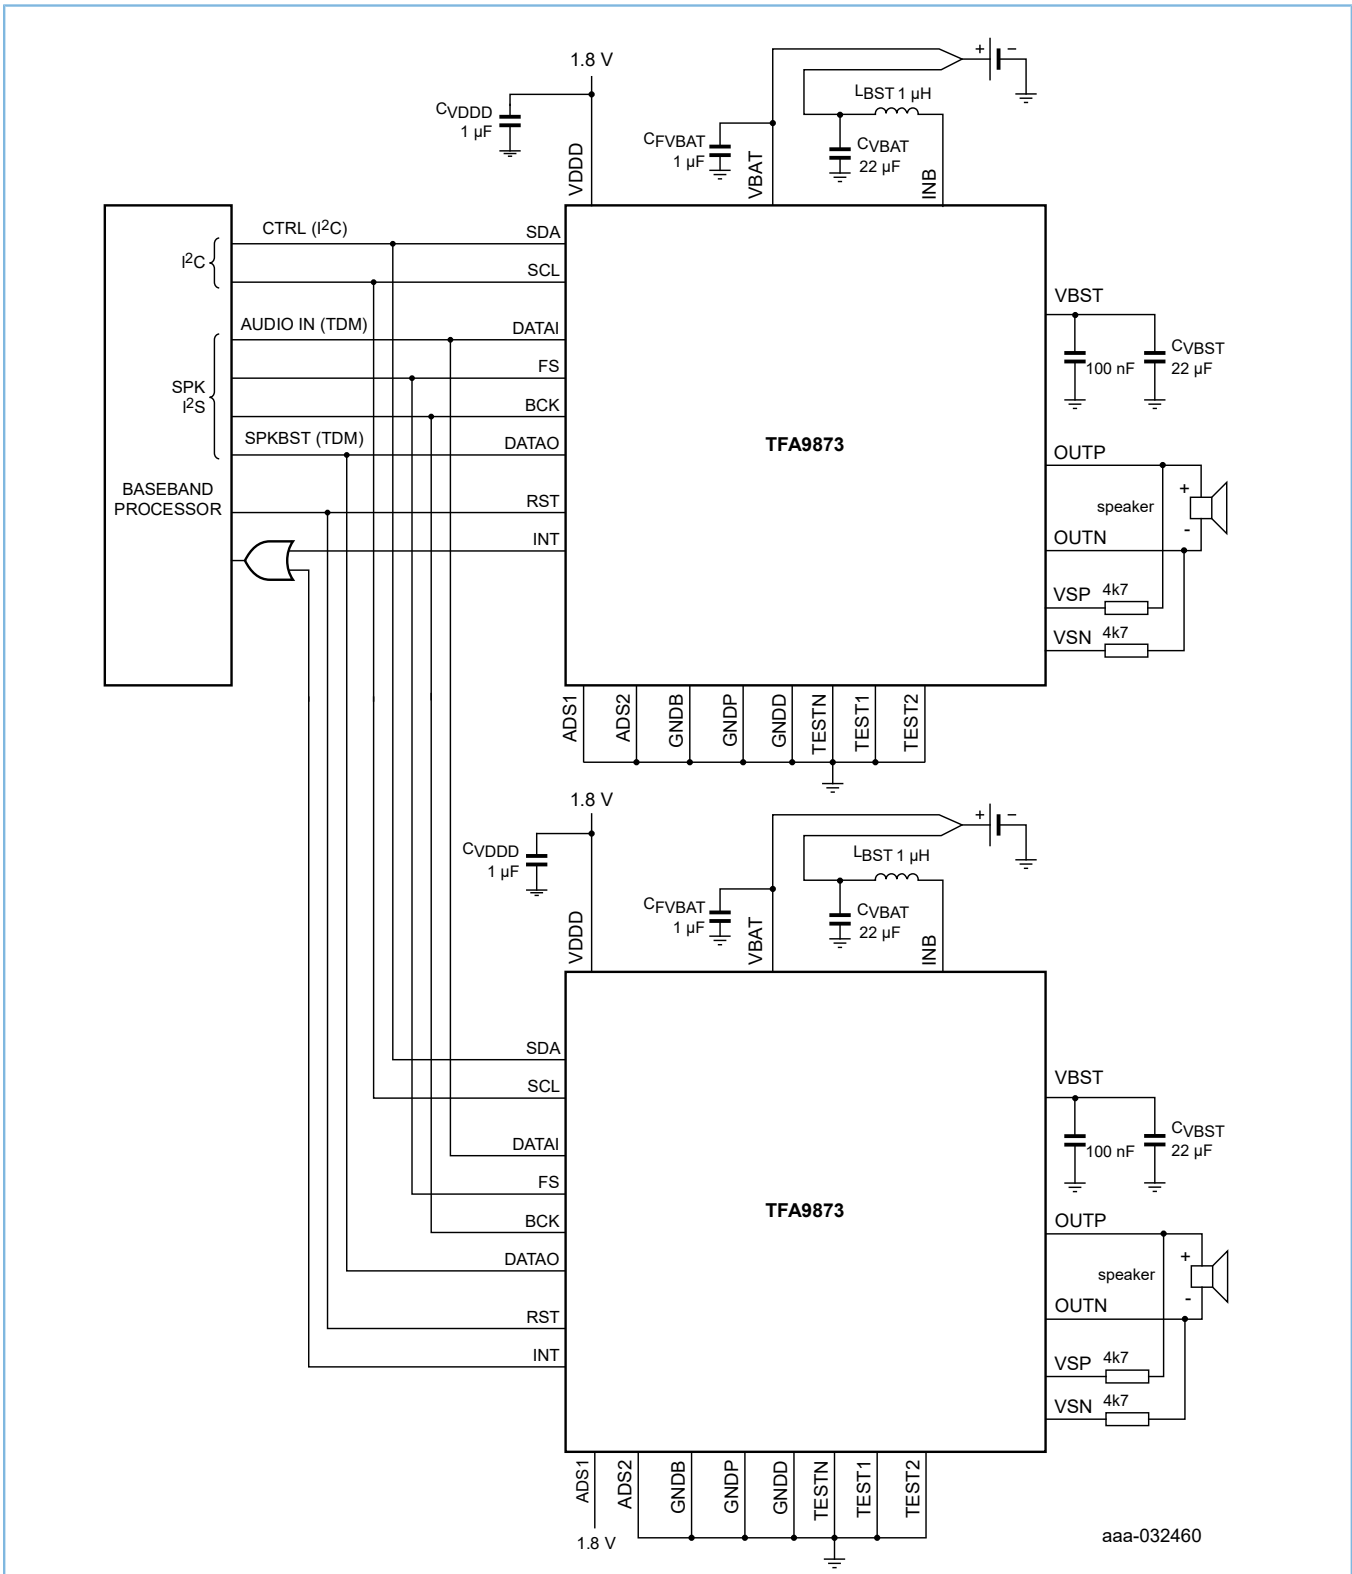 1.8 V
+ −
LBST 1 µH
CVDDD
1 µF
CFVBAT
1 µF
CVBAT
22 µF
VDDD
VBAT
INB
CTRL (I2C)
SDA
I2C
SCL
AUDIO IN (TDM)
DATAI
FS
SPK
I2S
BCK
SPKBST (TDM)
DATAO
BASEBAND
PROCESSOR
RST
INT
TFA9873
VBST
100 nF
CVBST
22 µF
OUTP
+
speaker
-
OUTN
VSP 4k7
VSN 4k7
ADS1
ADS2
GNDB
GNDP
GNDD
TESTN
TEST1
TEST2
1.8 V
+ −
LBST 1 µH
CVDDD
1 µF
CFVBAT
1 µF
CVBAT
22 µF
VDDD
VBAT
INB
SDA
SCL
DATAI
FS
BCK
DATAO
RST
INT
TFA9873
VBST
100 nF
CVBST
22 µF
OUTP
+
speaker
-
OUTN
VSP 4k7
VSN 4k7
ADS1
ADS2
GNDB
GNDP
GNDD
TESTN
TEST1
TEST2
1.8 V
aaa-032460